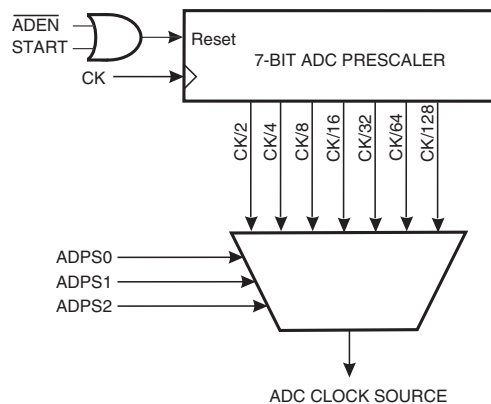 ADEN
START
Reset
CK
7-BIT ADC PRESCALER
CK/2
CK/4
CK/8
CK/16
CK/32
CK/64
CK/128
ADPS0
ADPS1
ADPS2
ADC CLOCK SOURCE